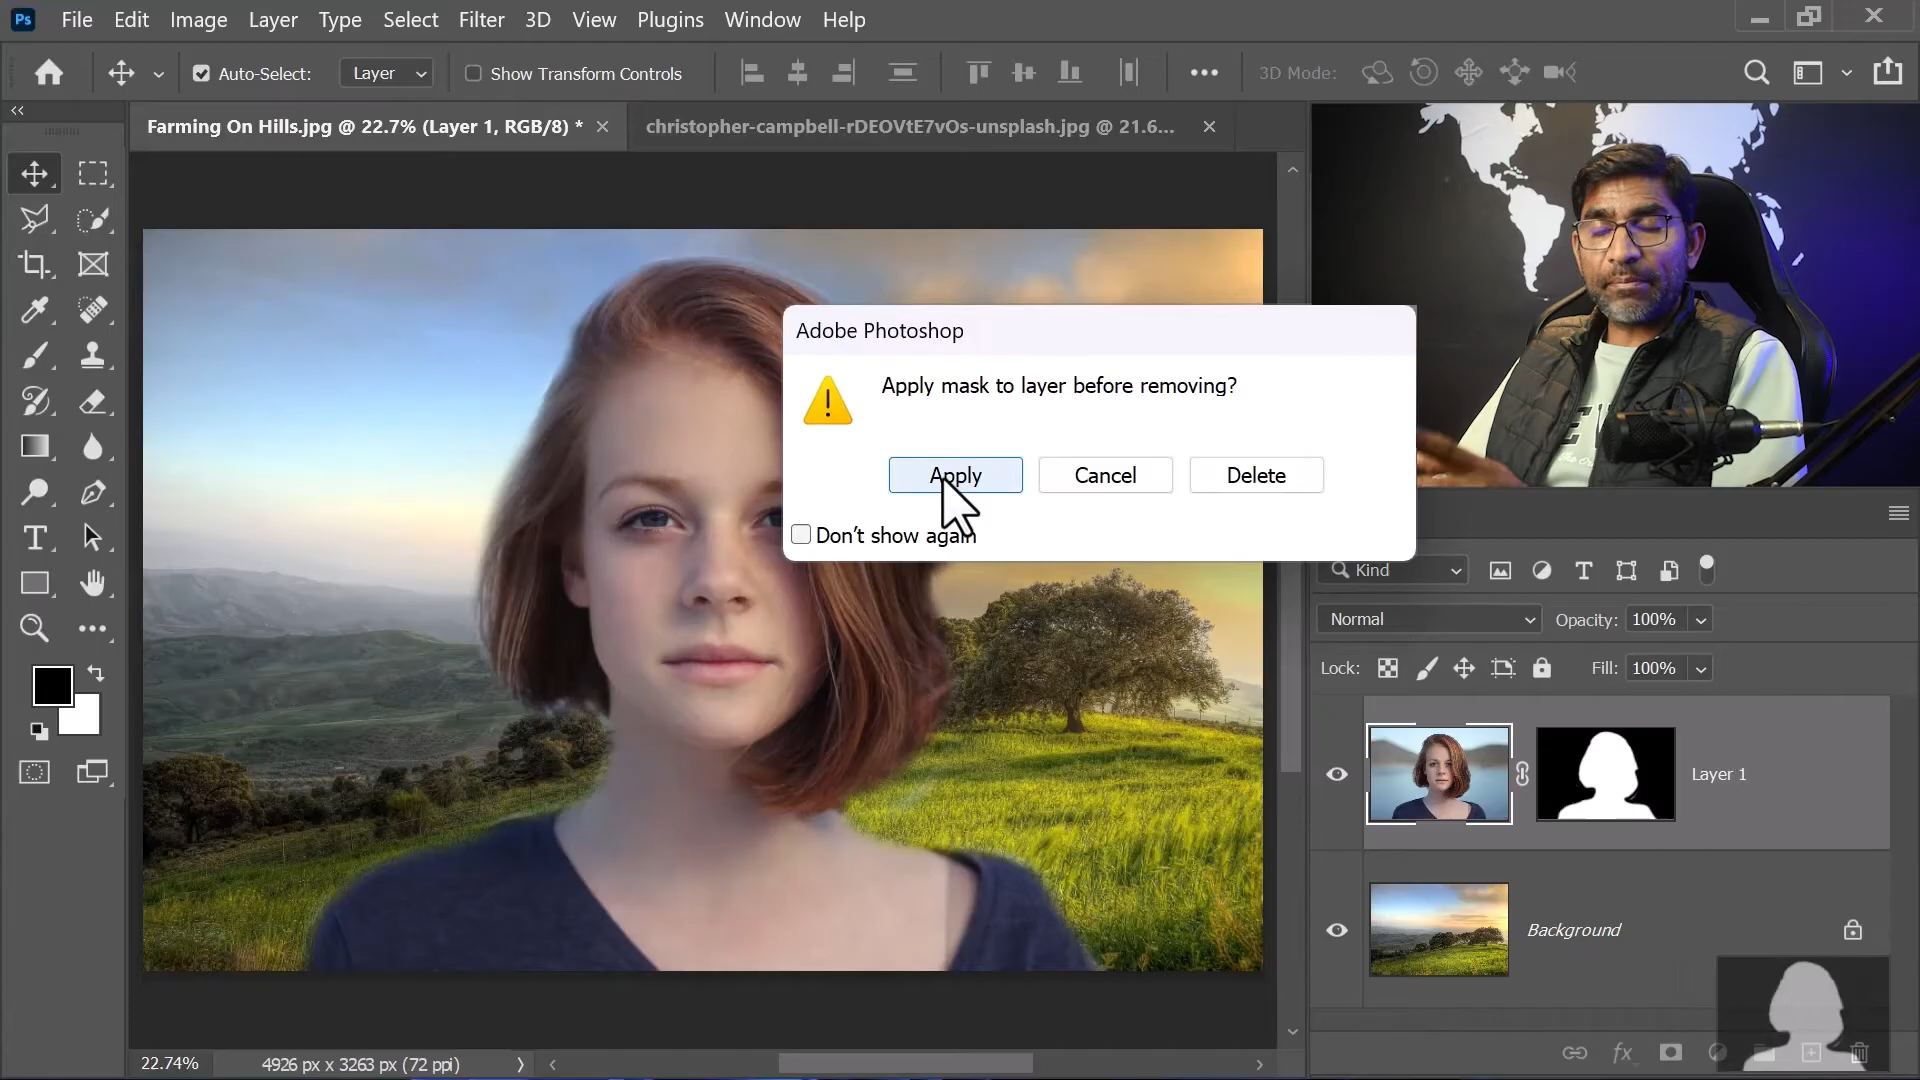 Ps File Edit Image Layer Type Select Filter 3D View Plugins Window Help
Auto-Select: Layer Show Transform Controls 3D Mode:
Farming On Hills.jpg @ 22.7% (Layer 1, RGB/8) *
christopher-campbell-rDEOVtE7vOs-unsplash.jpg @ 21.6...
Adobe Photoshop
Apply mask to layer before removing?
Apply Cancel Delete
Don't show again
Kind
Normal Opacity: 100%
Lock: Fill: 100%
Layer 1
Background
22.74% 4926 px x 3263 px (72 ppi)
fx